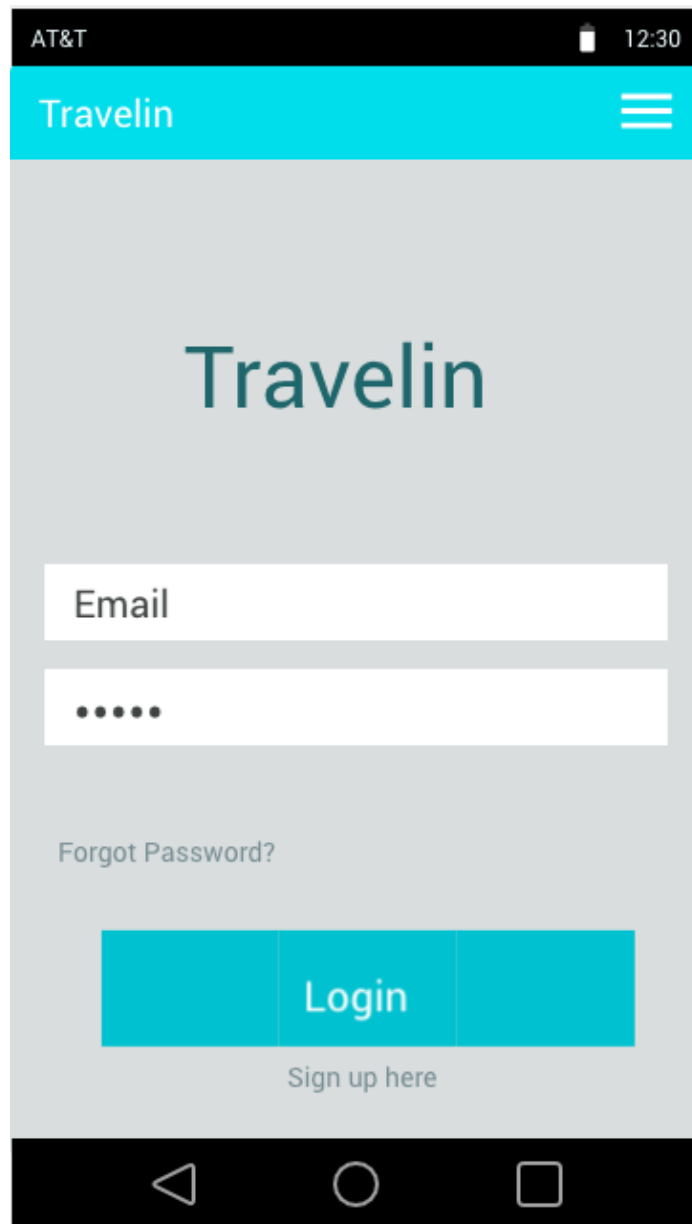 AT&T 12:30
Travelin
Travelin
Email
•••••
Forgot Password?
Login
Sign up here